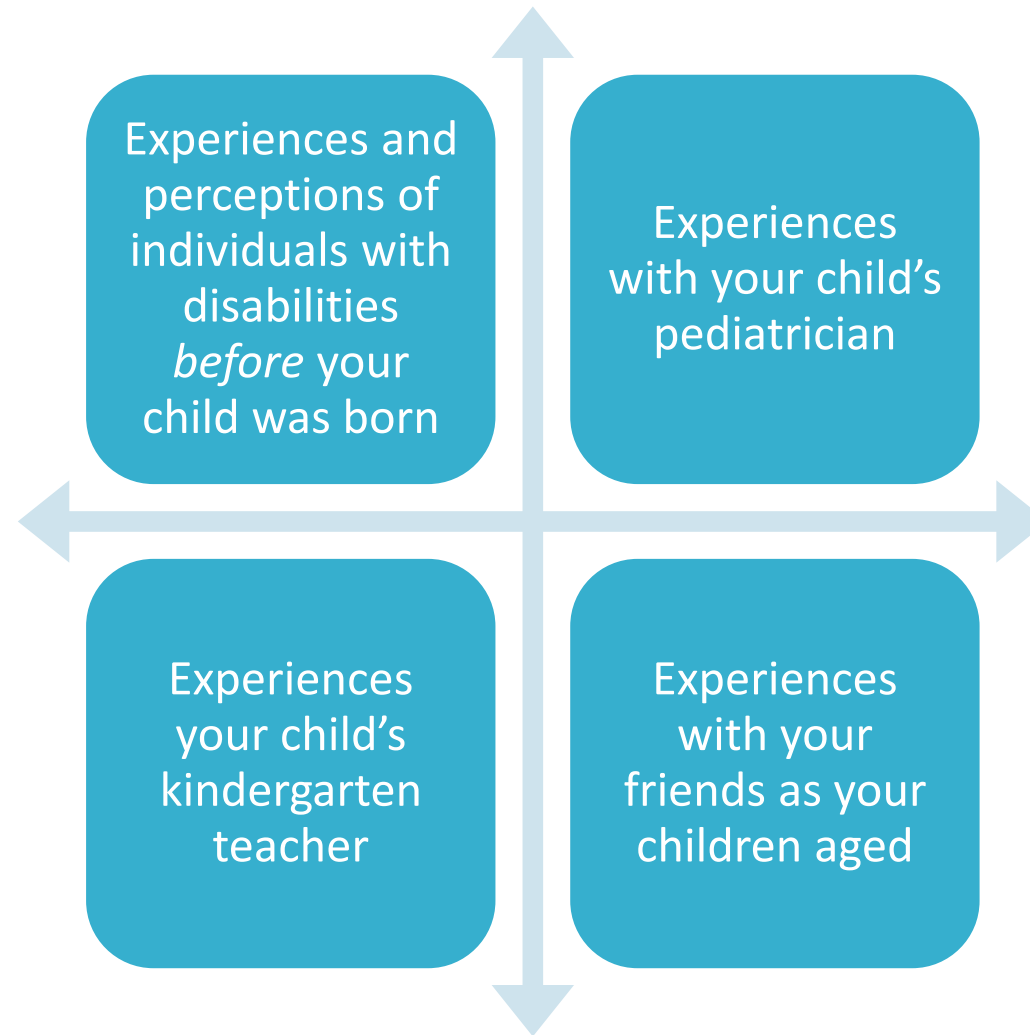 Experiences and
perceptions of
individuals with
disabilities
before your
child was born
Experiences
with your child’s
pediatrician
Experiences
your child’s
kindergarten
teacher
Experiences
with your
friends as your
children aged